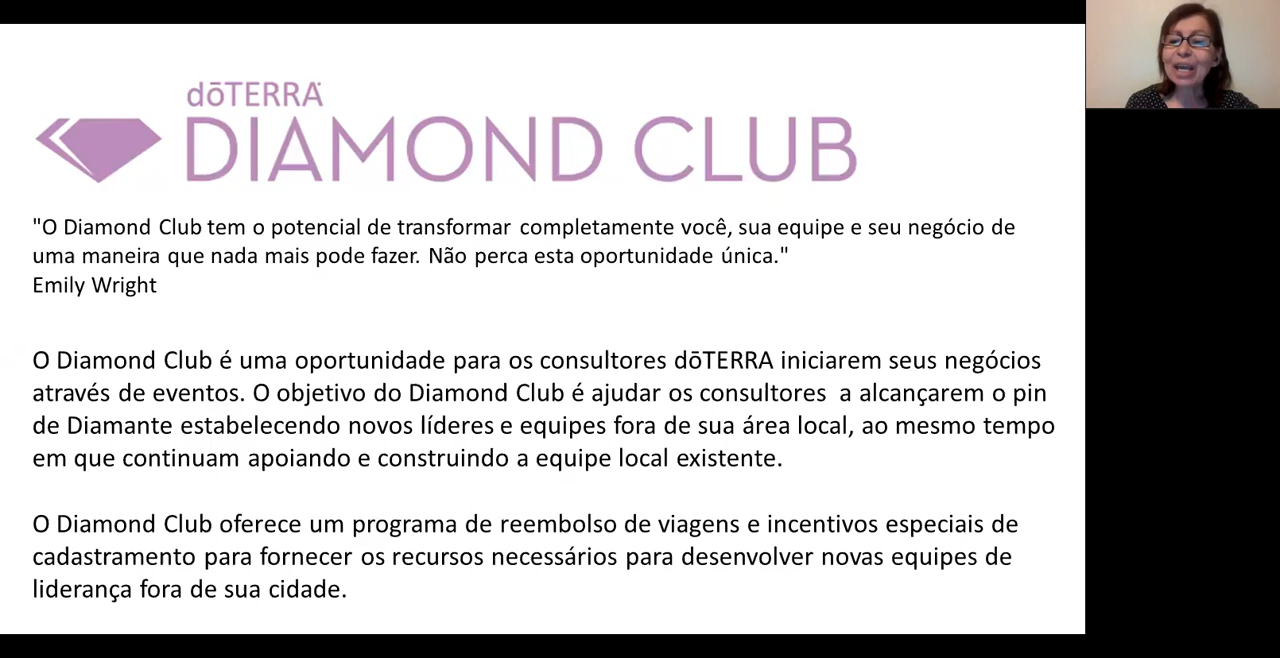 dōTERRA
DIAMOND CLUB
"O Diamond Club tem o potencial de transformar completamente você, sua equipe e seu negócio de
uma maneira que nada mais pode fazer. Não perca esta oportunidade única."
Emily Wright
O Diamond Club é uma oportunidade para os consultores dōTERRA iniciarem seus negócios
através de eventos. O objetivo do Diamond Club é ajudar os consultores  a alcançarem o pin
de Diamante estabelecendo novos líderes e equipes fora de sua área local, ao mesmo tempo
em que continuam apoiando e construindo a equipe local existente.
O Diamond Club oferece um programa de reembolso de viagens e incentivos especiais de
cadastramento para fornecer os recursos necessários para desenvolver novas equipes de
liderança fora de sua cidade.